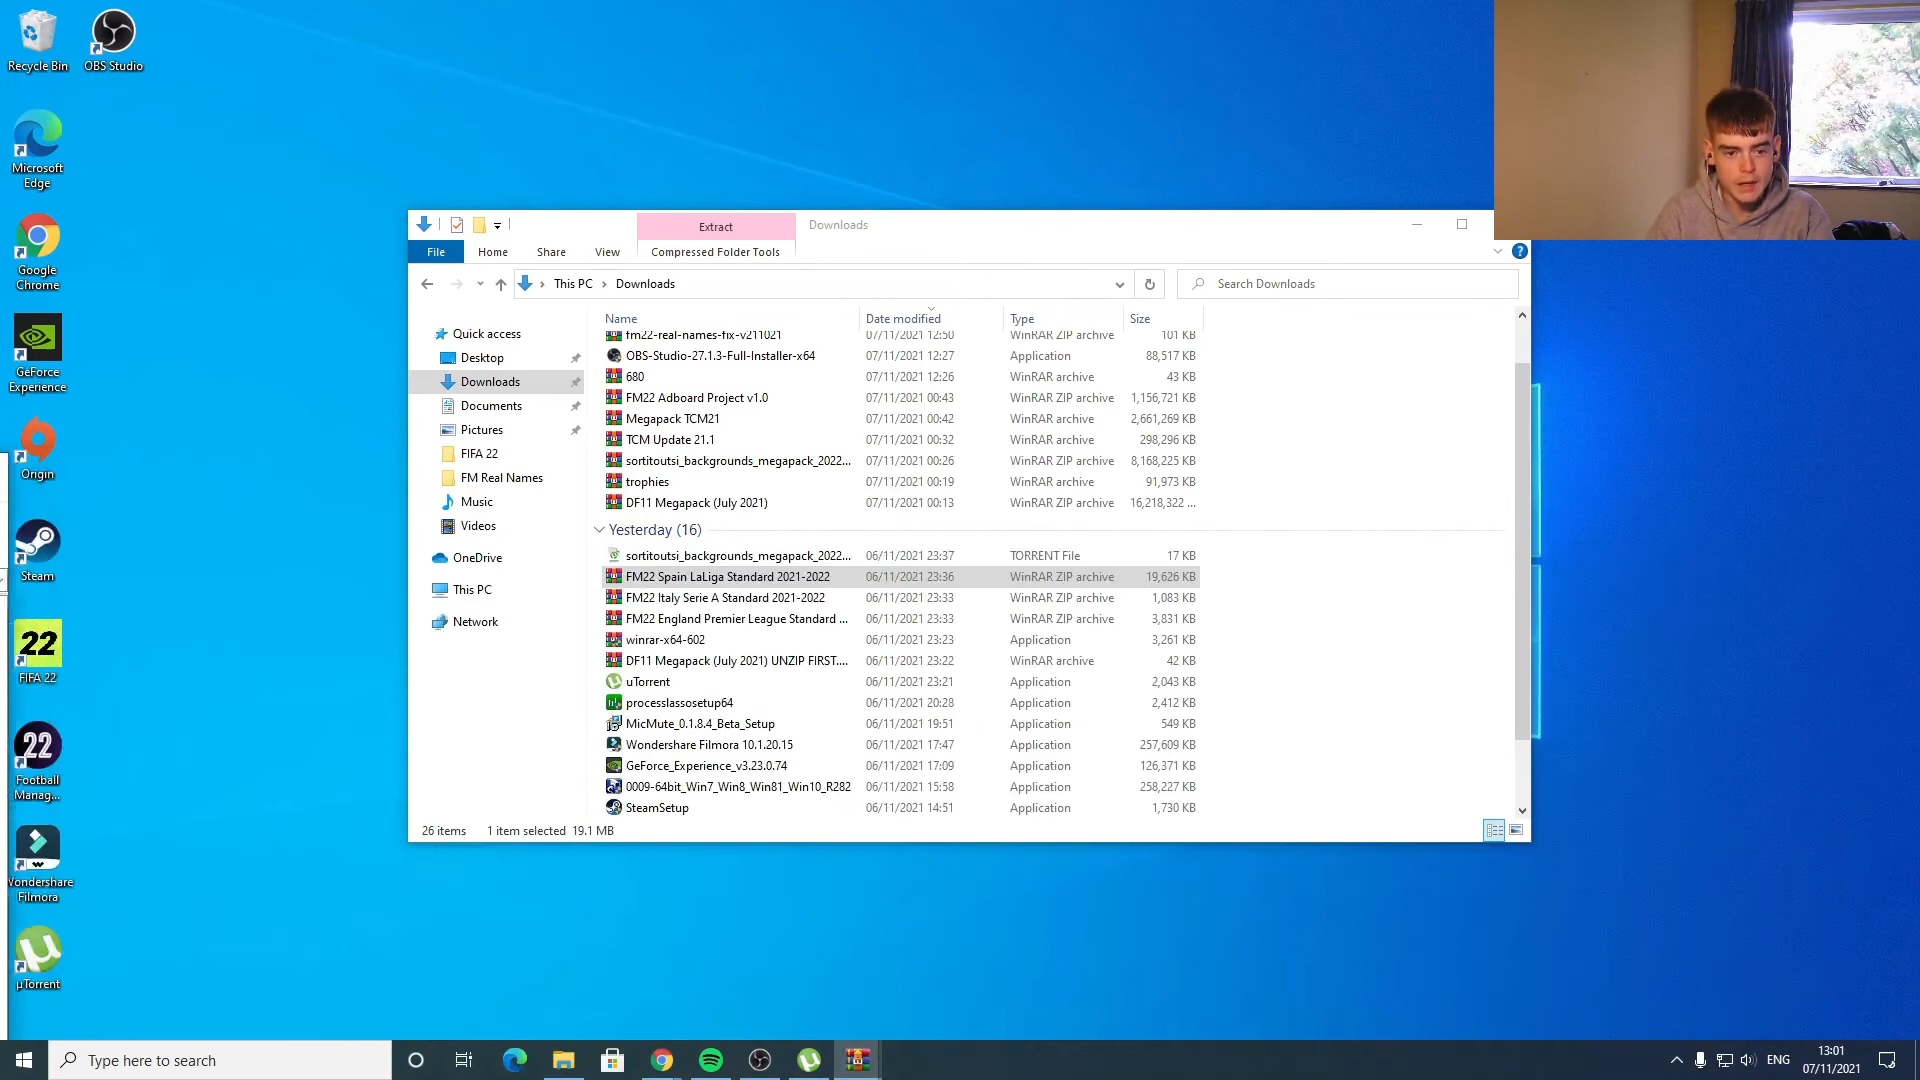 Recycle Bin
OBS Studio
Microsoft
Edge
Google
Chrome
GeForce
Experience
Origin
Steam
22
FIFA 22
22
Football
Manag...
Wondershare
Filmora
µTorrent
Extract
Downloads
File
Home
Share
View
Compressed Folder Tools
This PC
Downloads
Search Downloads
Name
Date modified
Type
Size
Quick access
Desktop
Downloads
Documents
Pictures
FIFA 22
FM Real Names
Music
Videos
OneDrive
This PC
Network
fm22-real-names-fix-v211021 07/11/2021 12:50 WinRAR ZIP archive 101 KB
OBS-Studio-27.1.3-Full-Installer-x64 07/11/2021 12:27 Application 88,517 KB
680 07/11/2021 12:26 WinRAR archive 43 KB
FM22 Adboard Project v1.0 07/11/2021 00:43 WinRAR ZIP archive 1,156,721 KB
Megapack TCM21 07/11/2021 00:42 WinRAR archive 2,661,269 KB
TCM Update 21.1 07/11/2021 00:32 WinRAR archive 298,296 KB
sortitoutsi_backgrounds_megapack_2022... 07/11/2021 00:26 WinRAR ZIP archive 8,168,225 KB
trophies 07/11/2021 00:19 WinRAR archive 91,973 KB
DF11 Megapack (July 2021) 07/11/2021 00:13 WinRAR ZIP archive 16,218,322 ...
Yesterday (16)
sortitoutsi_backgrounds_megapack_2022... 06/11/2021 23:37 TORRENT File 17 KB
FM22 Spain LaLiga Standard 2021-2022 06/11/2021 23:36 WinRAR ZIP archive 19,626 KB
FM22 Italy Serie A Standard 2021-2022 06/11/2021 23:33 WinRAR ZIP archive 1,083 KB
FM22 England Premier League Standard ... 06/11/2021 23:33 WinRAR ZIP archive 3,831 KB
winrar-x64-602 06/11/2021 23:23 Application 3,261 KB
DF11 Megapack (July 2021) UNZIP FIRST.... 06/11/2021 23:22 WinRAR archive 42 KB
uTorrent 06/11/2021 23:21 Application 2,043 KB
processlassosetup64 06/11/2021 20:28 Application 2,412 KB
MicMute_0.1.8.4_Beta_Setup 06/11/2021 19:51 Application 549 KB
Wondershare Filmora 10.1.20.15 06/11/2021 17:47 Application 257,609 KB
GeForce_Experience_v3.23.0.74 06/11/2021 17:09 Application 126,371 KB
0009-64bit_Win7_Win8_Win81_Win10_R282 06/11/2021 15:58 Application 258,227 KB
SteamSetup 06/11/2021 14:51 Application 1,730 KB
26 items 1 item selected 19.1 MB
Type here to search
ENG
13:01
07/11/2021